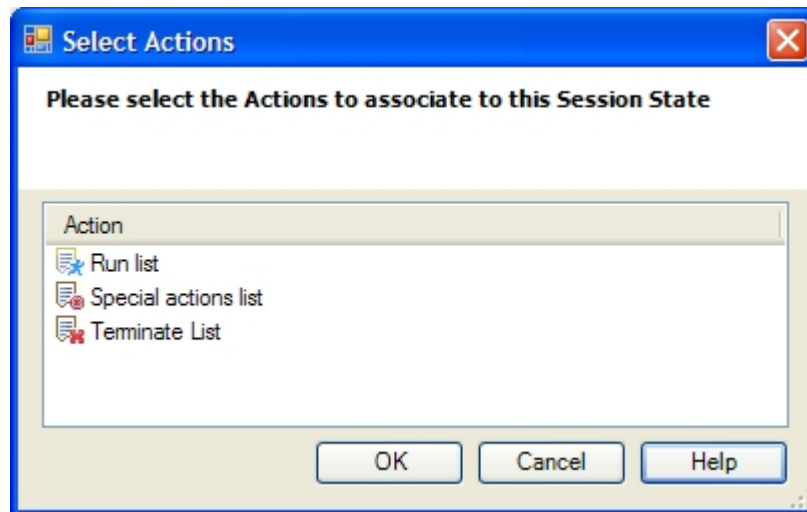 Select Actions
Please select the Actions to associate to this Session State
Action
Run list
Special actions list
Terminate List
OK Cancel Help